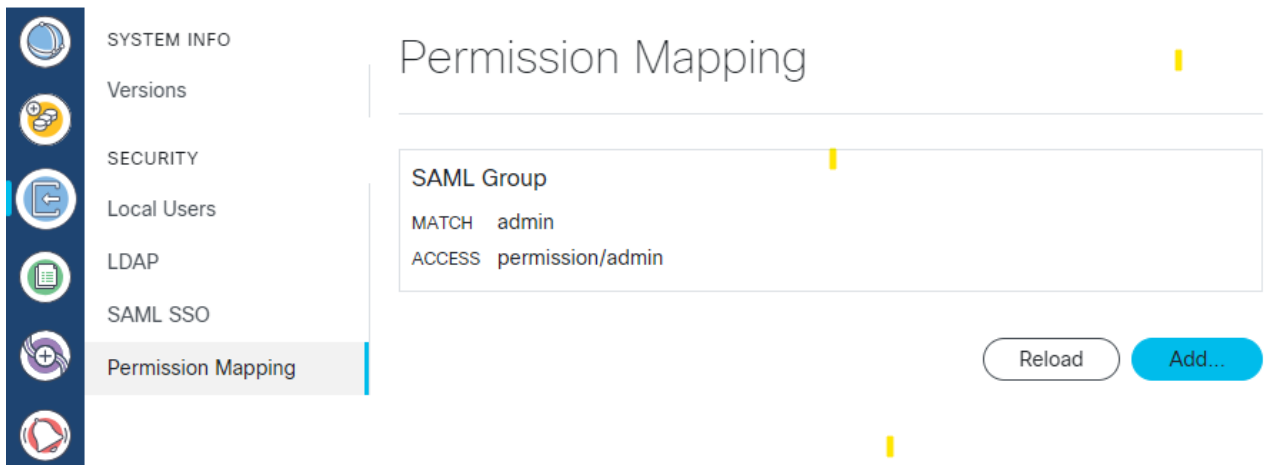 SYSTEM INFO
Versions
SECURITY
Local Users
LDAP
SAML SSO
Permission Mapping
Permission Mapping
SAML Group
MATCH admin
ACCESS permission/admin
Reload
Add...